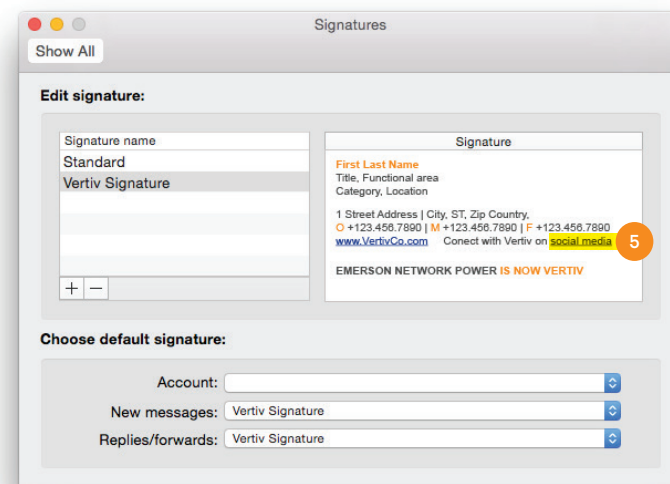 Signatures
Show All
Edit signature:
Signature name
Standard
Vertiv Signature
+ −
Signature
First Last Name
Title, Functional area
Category, Location
1 Street Address | City, ST, Zip Country,
O +123.456.7890 | M +123.456.7890 | F +123.456.7890
www.VertivCo.com Conect with Vertiv on social media
5
EMERSON NETWORK POWER IS NOW VERTIV
Choose default signature:
Account:
New messages: Vertiv Signature
Replies/forwards: Vertiv Signature